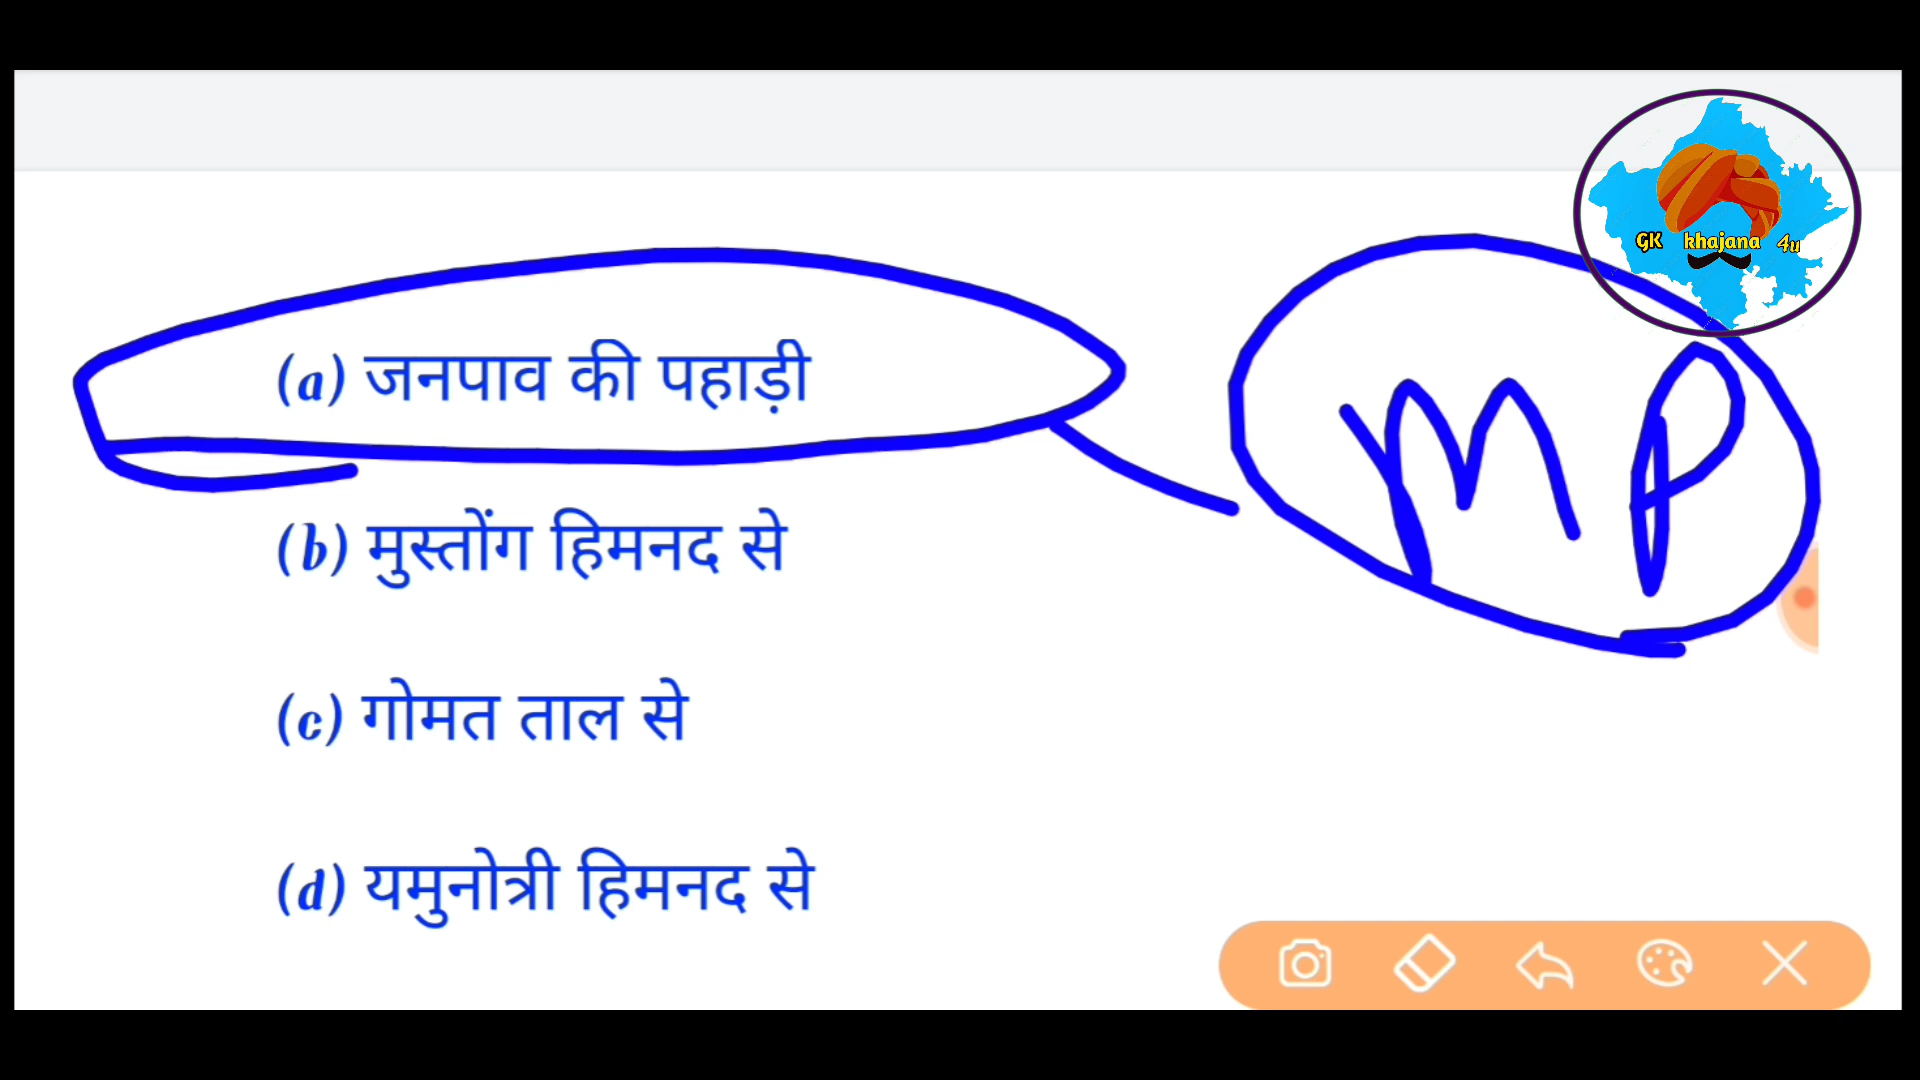 GK khajana 4u
(a) जनपाव की पहाड़ी
MP
(b) मुस्तोंग हिमनद से
(c) गोमत ताल से
(d) यमुनोत्री हिमनद से